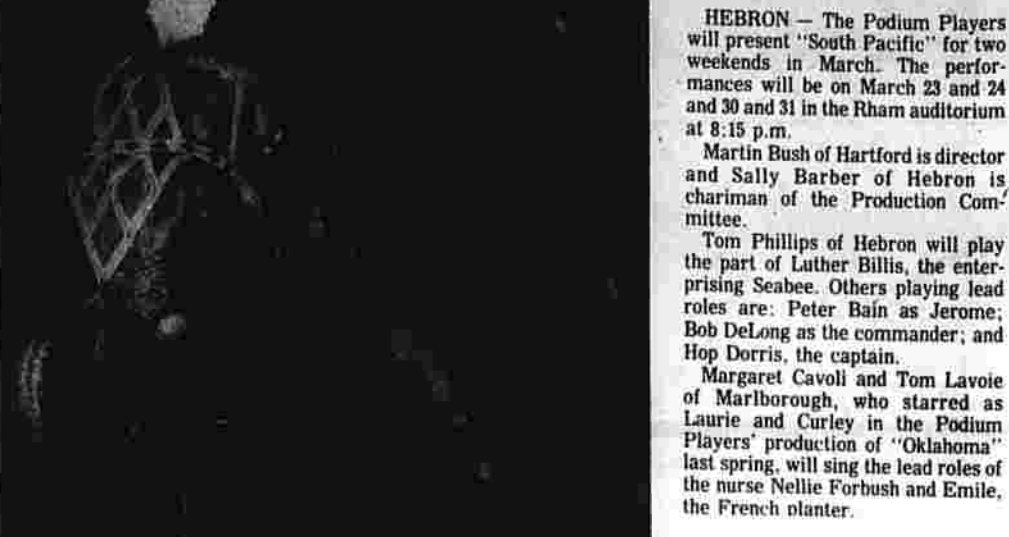 HEBRON — The Podium Players
will present "South Pacific" for two
weekends in March. The perfor-
mances will be on March 23 and 24
and 30 and 31 in the Rham auditorium
at 8:15 p.m.
Martin Bush of Hartford is director
and Sally Barber of Hebron is
chariman of the Production Com-
mittee.
Tom Phillips of Hebron will play
the part of Luther Billis, the enter-
prising Seabee. Others playing lead
roles are: Peter Bain as Jerome;
Bob DeLong as the commander; and
Hop Dorris, the captain.
Margaret Cavoli and Tom Lavoie
of Marlborough, who starred as
Laurie and Curley in the Podium
Players' production of "Oklahoma"
last spring, will sing the lead roles of
the nurse Nellie Forbush and Emile,
the French planter.